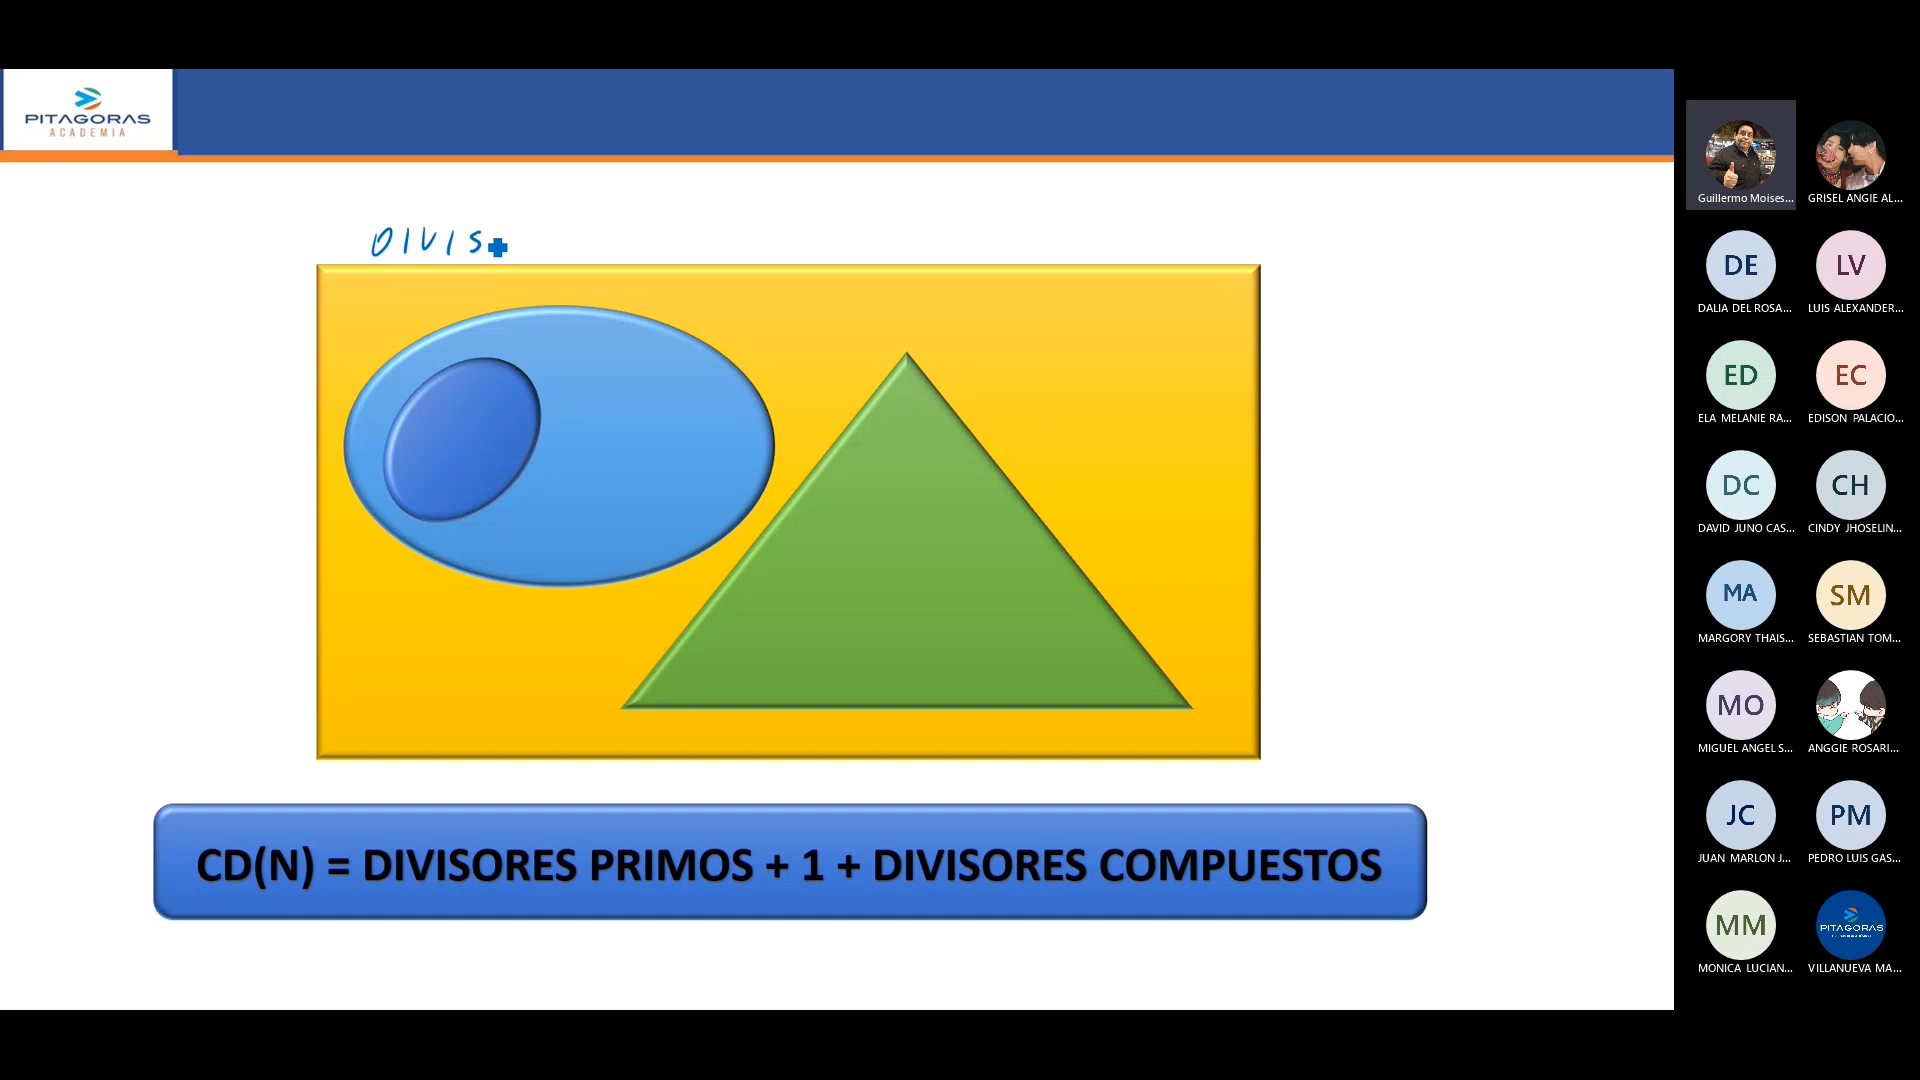 PITAGORAS
ACADEMIA
DIVIS
CD(N) = DIVISORES PRIMOS + 1 + DIVISORES COMPUESTOS
Guillermo Moises...
GRISEL ANGIE AL...
DE
LV
DALIA DEL ROSA...
LUIS ALEXANDER...
ED
EC
ELA MELANIE RA...
EDISON PALACIO...
DC
CH
DAVID JUNO CAS...
CINDY JHOSELIN...
MA
SM
MARGORY THAIS...
SEBASTIAN TOM...
MO
MIGUEL ANGEL S...
ANGGIE ROSARI...
JC
PM
JUAN MARLON J...
PEDRO LUIS GAS...
MM
PITAGORAS
MONICA LUCIAN...
VILLANUEVA MA...